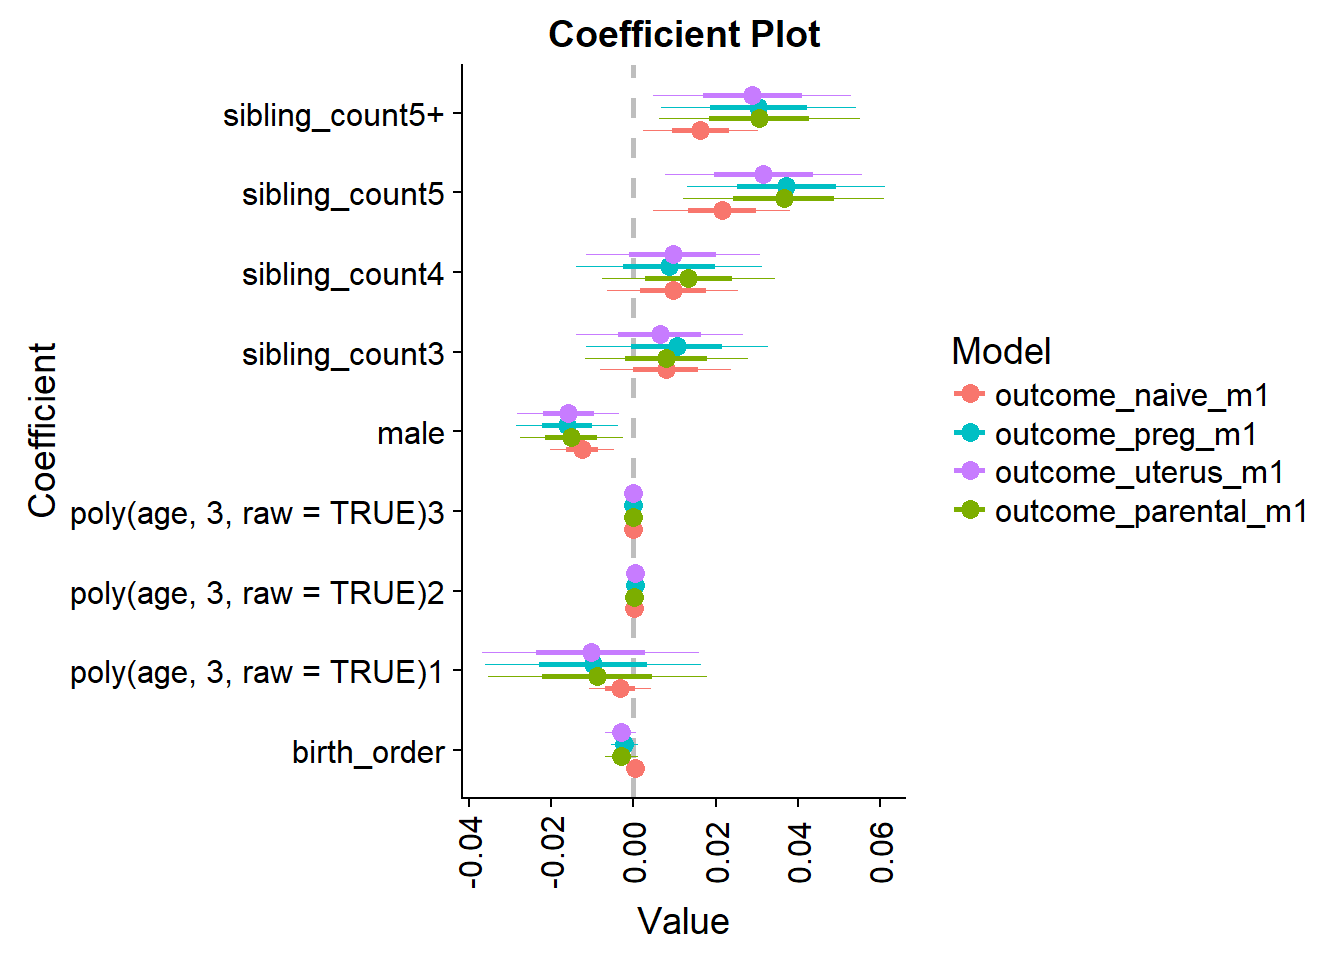 Coefficient Plot
sibling_count5+
sibling_count5
sibling_count4
sibling_count3
male
poly(age, 3, raw = TRUE)3
poly(age, 3, raw = TRUE)2
poly(age, 3, raw = TRUE)1
birth_order
Coefficient
-0.04
-0.02
0.00
0.02
0.04
0.06
Value
Model
outcome_naive_m1
outcome_preg_m1
outcome_uterus_m1
outcome_parental_m1